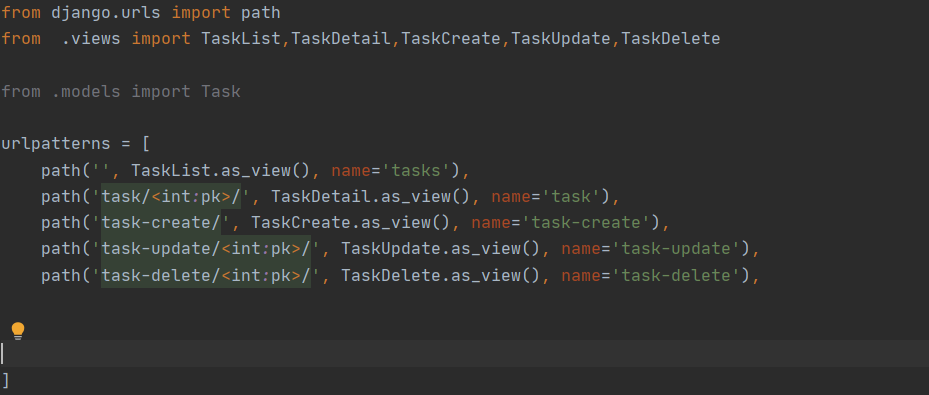 from django.urls import path
from  .views import TaskList,TaskDetail,TaskCreate,TaskUpdate,TaskDelete
from .models import Task
urlpatterns = [
    path('', TaskList.as_view(), name='tasks'),
    path('task/<int:pk>/', TaskDetail.as_view(), name='task'),
    path('task-create/', TaskCreate.as_view(), name='task-create'),
    path('task-update/<int:pk>/', TaskUpdate.as_view(), name='task-update'),
    path('task-delete/<int:pk>/', TaskDelete.as_view(), name='task-delete'),
]